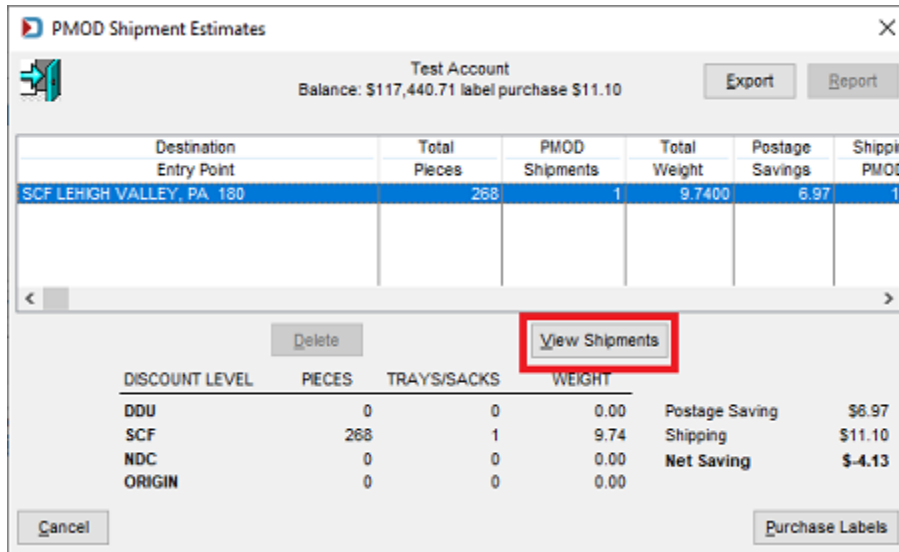 PMOD Shipment Estimates
Test Account
Balance: $117,440.71 label purchase $11.10
Export
Report
Destination Total PMOD Total Postage Shippi
Entry Point Pieces Shipments Weight Savings PMOD
SCF LEHIGH VALLEY, PA 180 268 1 9.7400 6.97 1
Delete
View Shipments
DISCOUNT LEVEL PIECES TRAYS/SACKS WEIGHT
DDU 0 0 0.00 Postage Saving $6.97
SCF 268 1 9.74 Shipping $11.10
NDC 0 0 0.00 Net Saving $-4.13
ORIGIN 0 0 0.00
Cancel
Purchase Labels